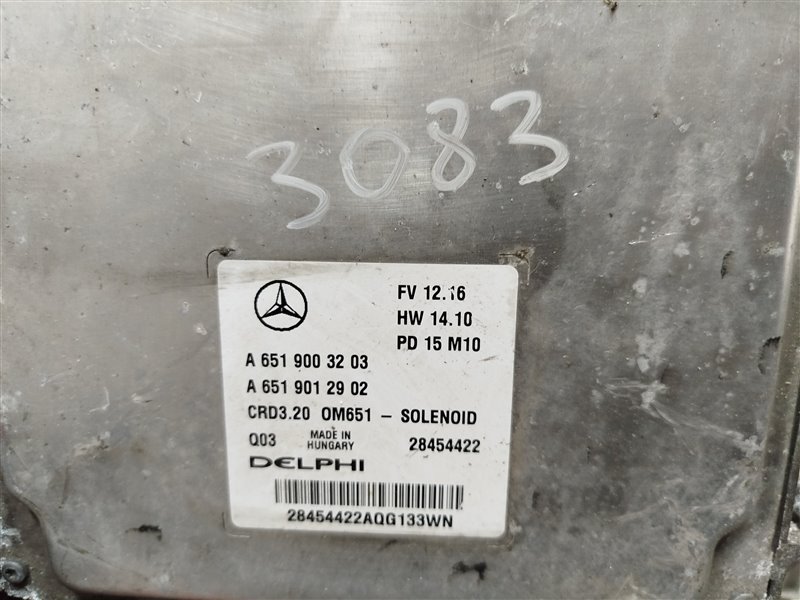 3083
FV 12.16
HW 14.10
PD 15 M10
A 651 900 32 03
A 651 901 29 02
CRD3.20 OM651 – SOLENOID
Q03 MADE IN HUNGARY 28454422
DELPHI
28454422AQG133WN